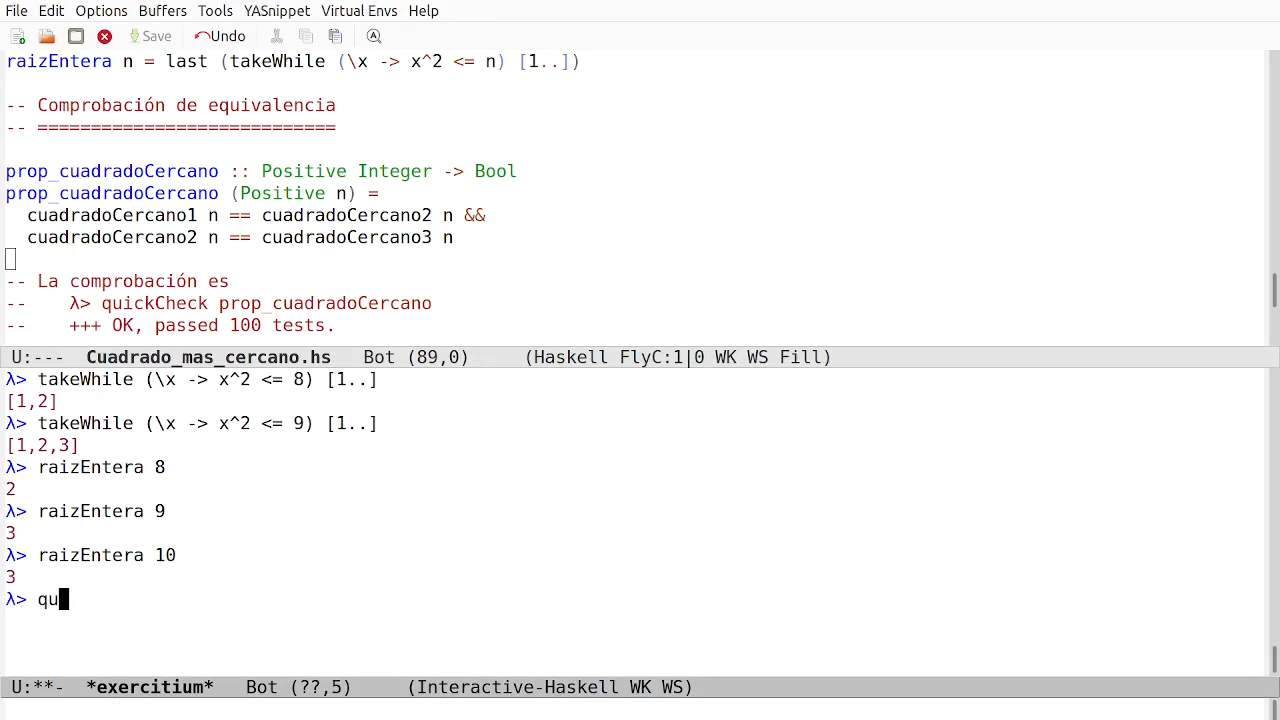 File Edit Options Buffers Tools YASnippet Virtual Envs Help
Save Undo
raizEntera n = last (takeWhile (\x -> x^2 <= n) [1..])
-- Comprobación de equivalencia
-- ============================
prop_cuadradoCercano :: Positive Integer -> Bool
prop_cuadradoCercano (Positive n) =
cuadradoCercano1 n == cuadradoCercano2 n &&
cuadradoCercano2 n == cuadradoCercano3 n
-- La comprobación es
-- λ> quickCheck prop_cuadradoCercano
-- +++ OK, passed 100 tests.
U:--- Cuadrado_mas_cercano.hs Bot (89,0) (Haskell FlyC:1|0 WK WS Fill)
λ> takeWhile (\x -> x^2 <= 8) [1..]
[1,2]
λ> takeWhile (\x -> x^2 <= 9) [1..]
[1,2,3]
λ> raizEntera 8
2
λ> raizEntera 9
3
λ> raizEntera 10
3
λ> qu
U:**- *exercitium* Bot (??,5) (Interactive-Haskell WK WS)